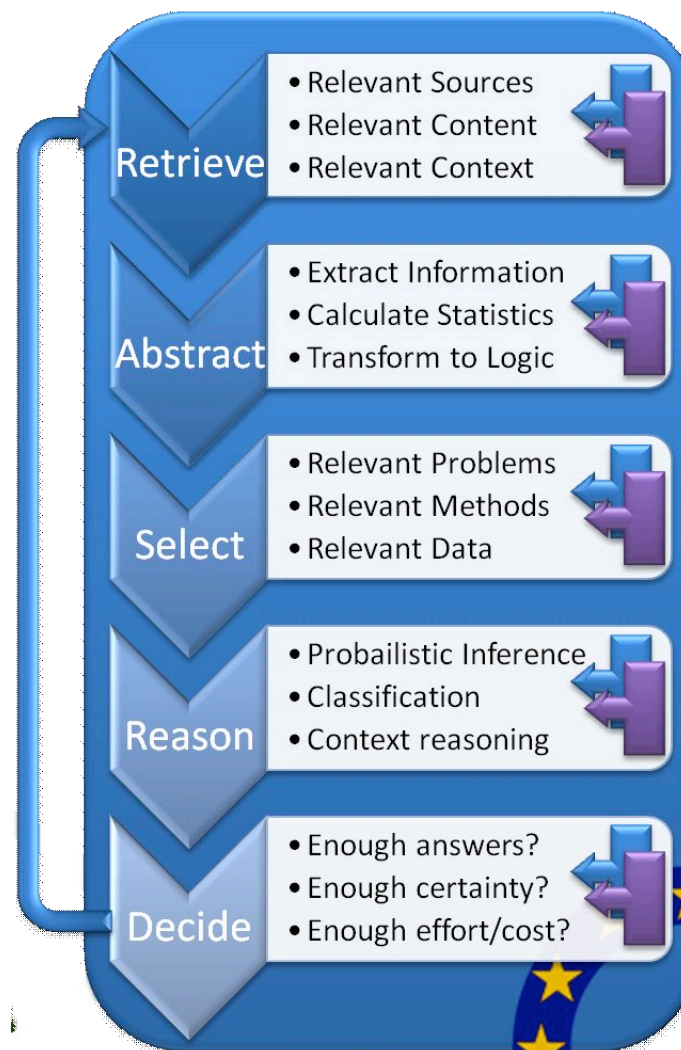 Retrieve
• Relevant Sources
• Relevant Content
• Relevant Context
Abstract
• Extract Information
• Calculate Statistics
• Transform to Logic
Select
• Relevant Problems
• Relevant Methods
• Relevant Data
Reason
• Probailistic Inference
• Classification
• Context reasoning
Decide
• Enough answers?
• Enough certainty?
• Enough effort/cost?